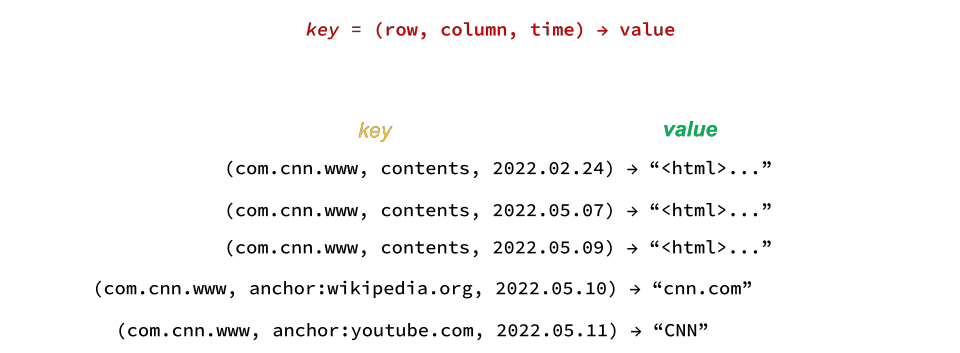 key = (row, column, time) → value
key value
(com.cnn.www, contents, 2022.02.24) → “<html>...”
(com.cnn.www, contents, 2022.05.07) → “<html>...”
(com.cnn.www, contents, 2022.05.09) → “<html>...”
(com.cnn.www, anchor:wikipedia.org, 2022.05.10) → “cnn.com”
(com.cnn.www, anchor:youtube.com, 2022.05.11) → “CNN”